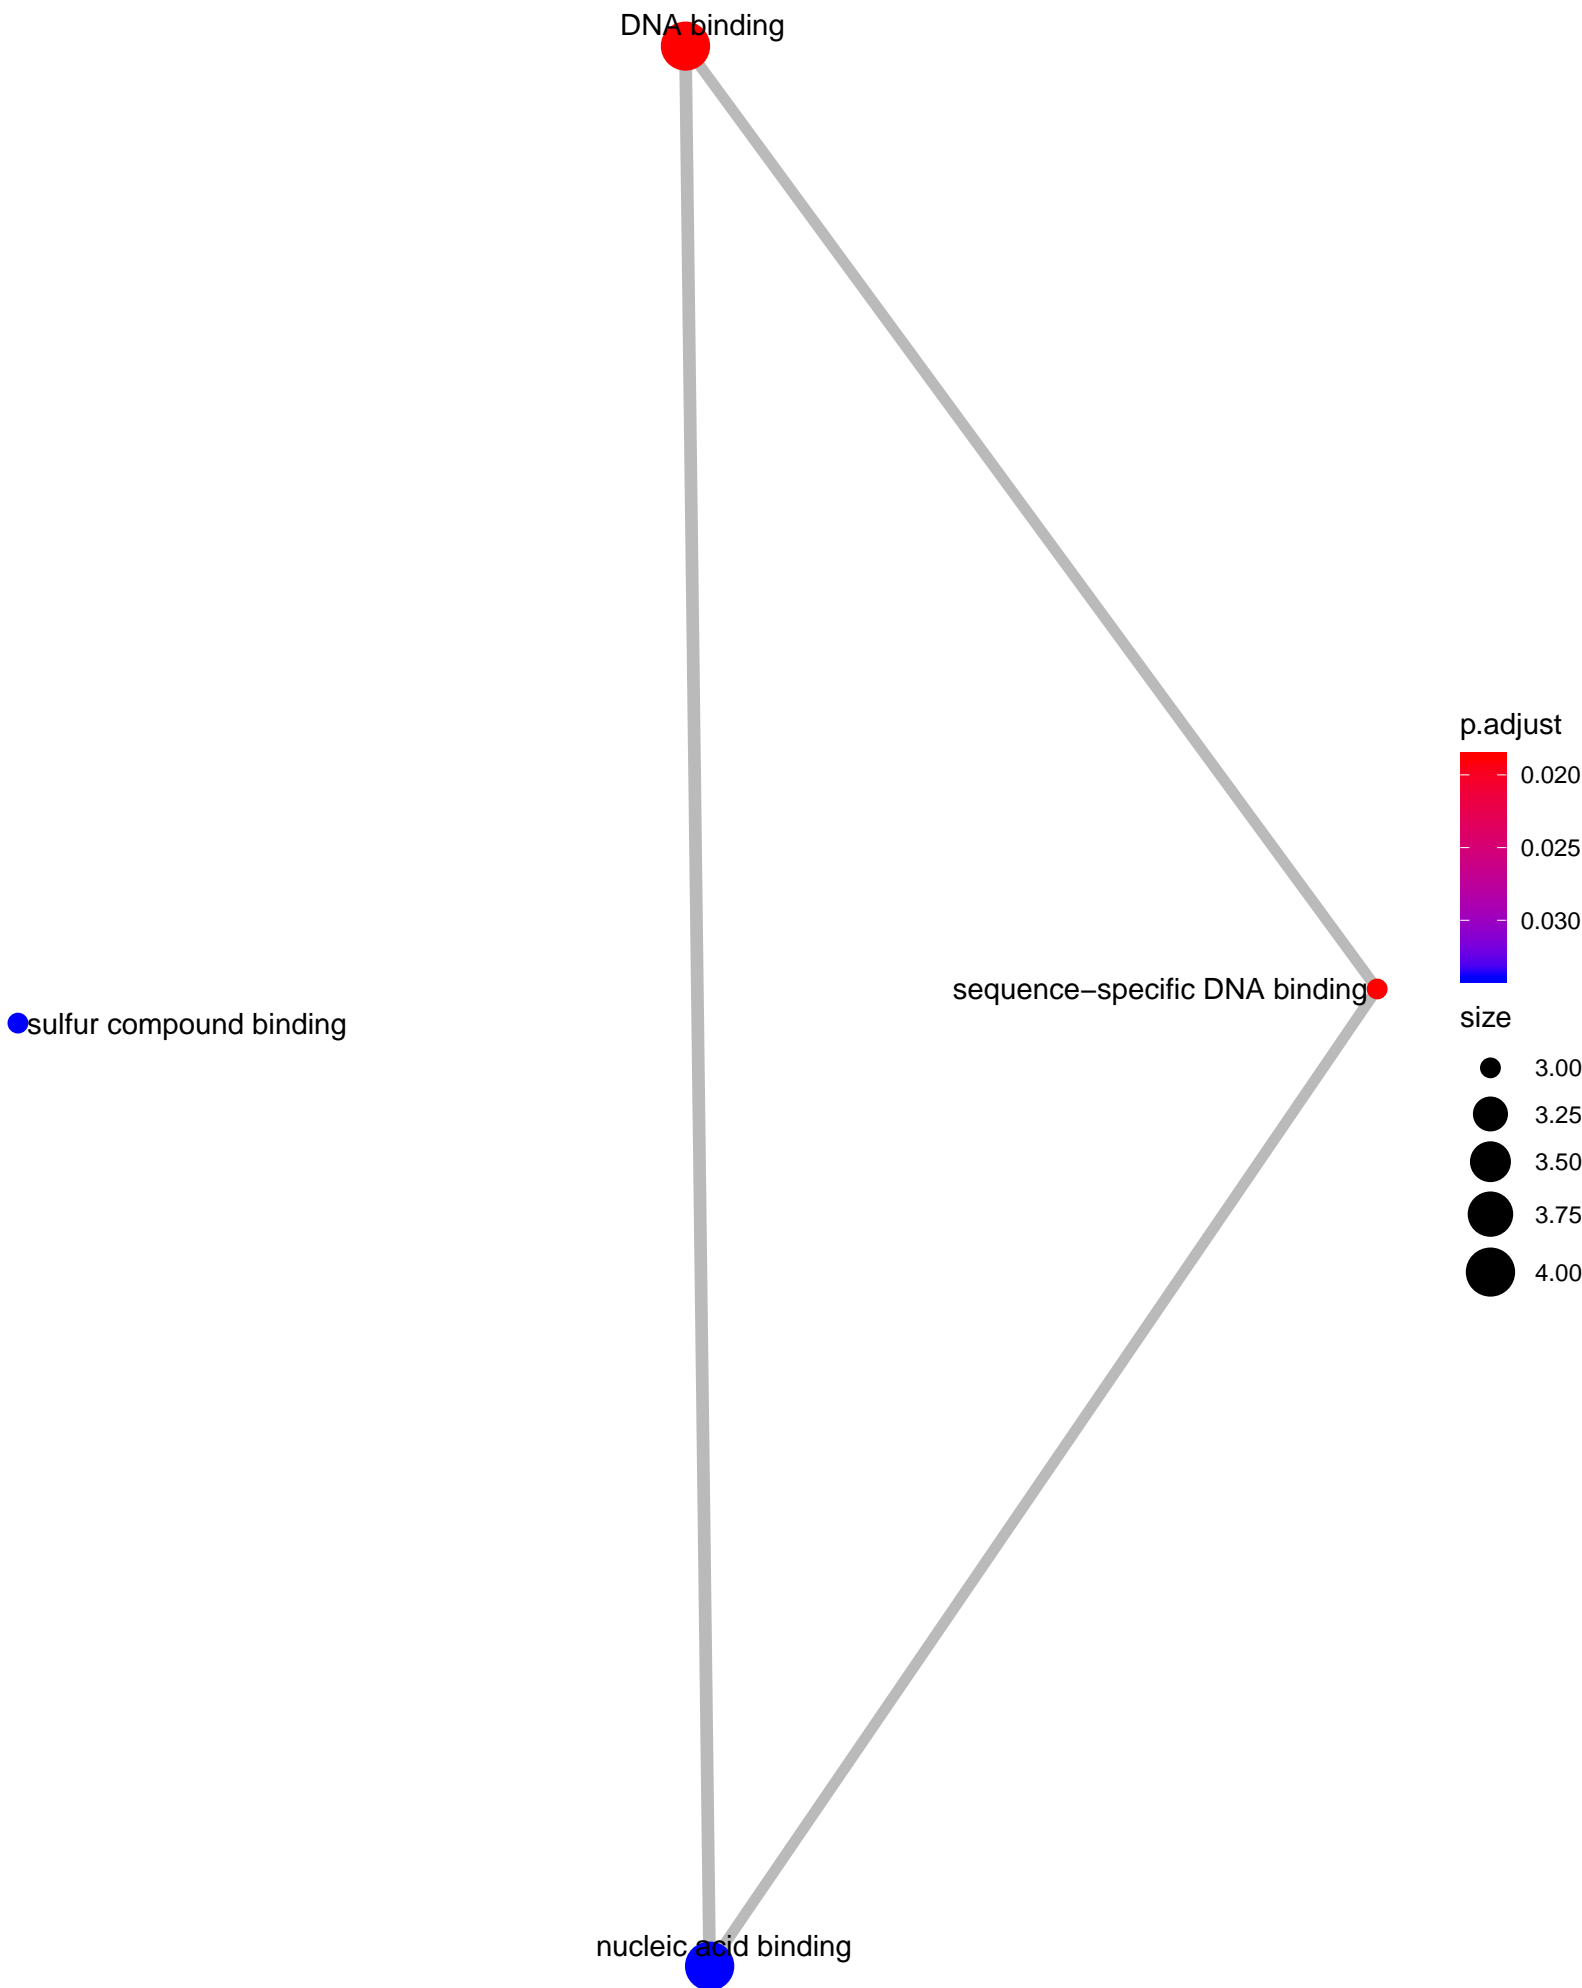 DNA binding
sequence−specific DNA binding
sulfur compound binding
nucleic acid binding
p.adjust
0.020
0.025
0.030
size
3.00
3.25
3.50
3.75
4.00